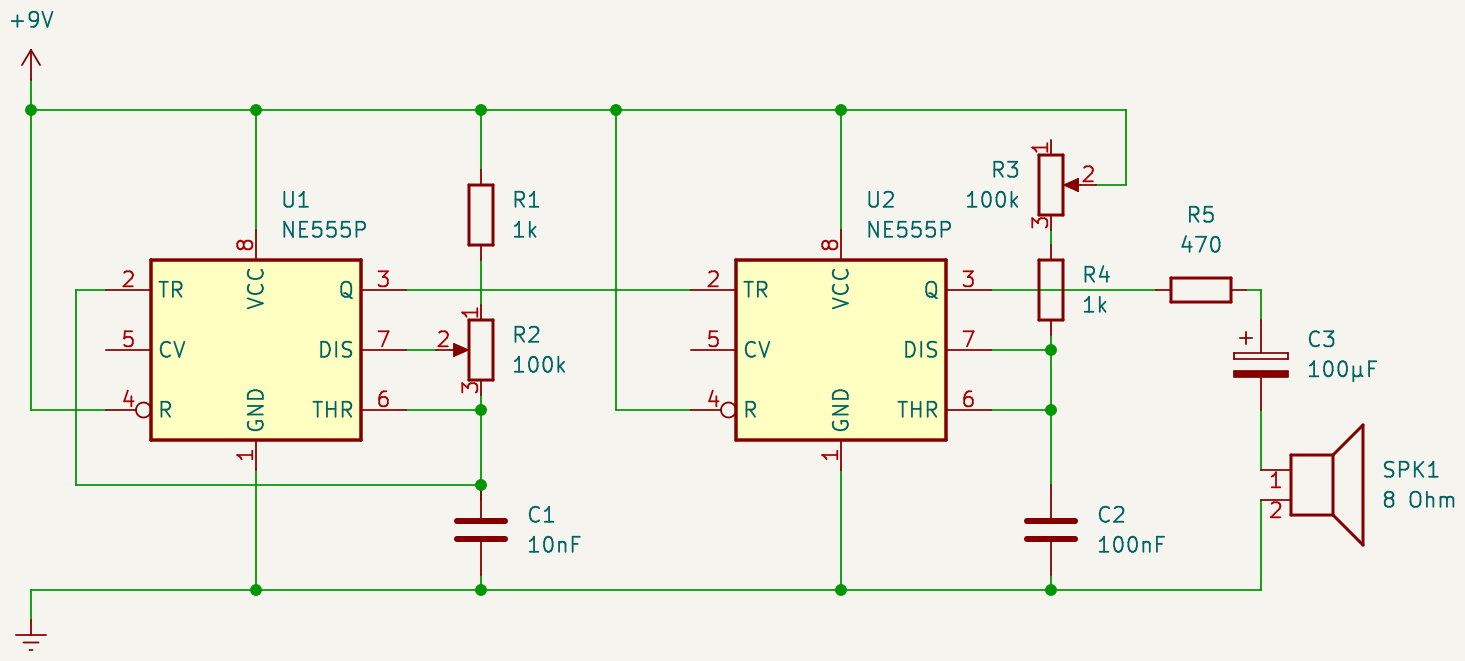 +9V
U1
NE555P
8
2
TR
VCC
Q
3
5
CV
DIS
7
4
R
GND
THR
6
1
R1
1k
1
2
R2
100k
3
C1
10nF
U2
NE555P
8
2
TR
VCC
Q
3
5
CV
DIS
7
4
R
GND
THR
6
1
1
R3
100k
2
3
R4
1k
C2
100nF
R5
470
+
C3
100µF
1
2
SPK1
8 Ohm